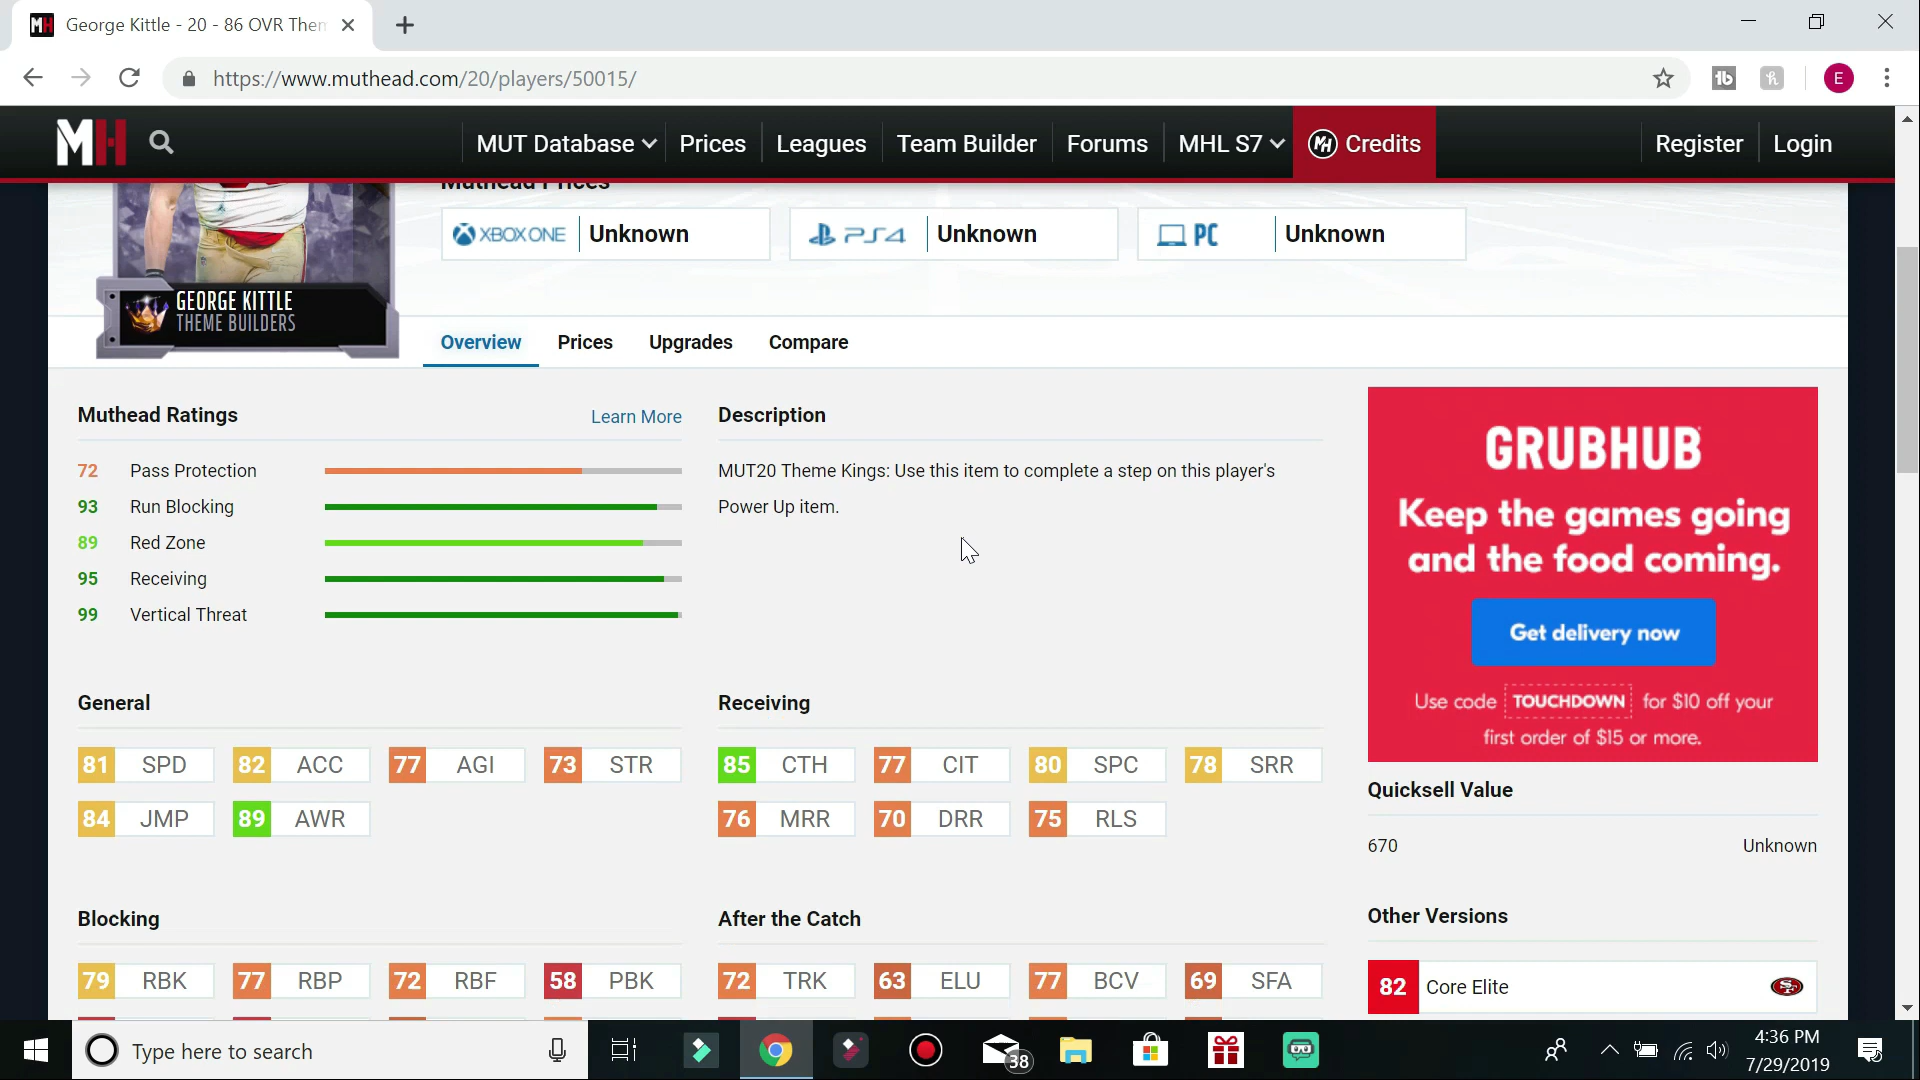 George Kittle - 20 - 86 OVR Them
https://www.muthead.com/20/players/50015/
E
MH
MUT Database
Prices
Leagues
Team Builder
Forums
MHL S7
Credits
Register
Login
Muthead Prices
XBOX ONE Unknown
PS4 Unknown
PC Unknown
GEORGE KITTLE
THEME BUILDERS
Overview
Prices
Upgrades
Compare
Muthead Ratings
Learn More
72 Pass Protection
93 Run Blocking
89 Red Zone
95 Receiving
99 Vertical Threat
Description
MUT20 Theme Kings: Use this item to complete a step on this player's
Power Up item.
GRUBHUB
Keep the games going
and the food coming.
Get delivery now
Use code TOUCHDOWN for $10 off your
first order of $15 or more.
General
81 SPD 82 ACC 77 AGI 73 STR
84 JMP 89 AWR
Receiving
85 CTH 77 CIT 80 SPC 78 SRR
76 MRR 70 DRR 75 RLS
Quicksell Value
670 Unknown
Blocking
79 RBK 77 RBP 72 RBF 58 PBK
After the Catch
72 TRK 63 ELU 77 BCV 69 SFA
Other Versions
82 Core Elite
SF
Type here to search
38
4:36 PM
7/29/2019